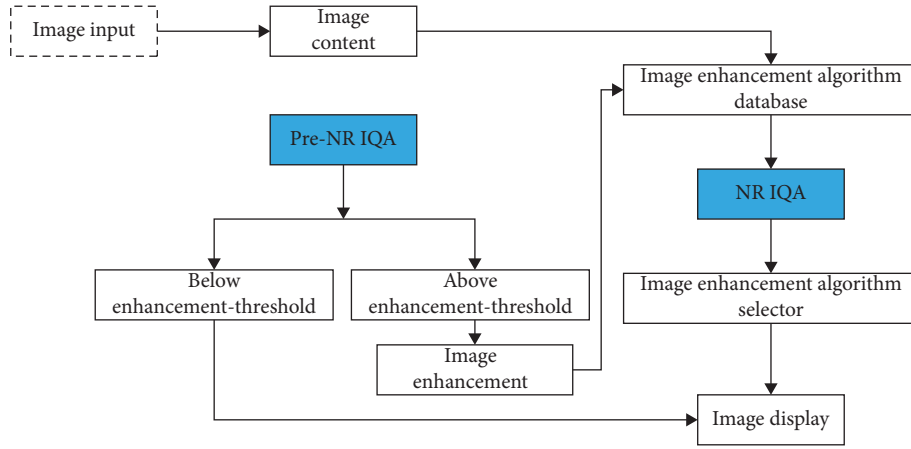 Image input
Image
content
Image enhancement algorithm
database
Pre-NR IQA
NR IQA
Below
enhancement-threshold
Above
enhancement-threshold
Image enhancement algorithm
selector
Image
enhancement
Image display